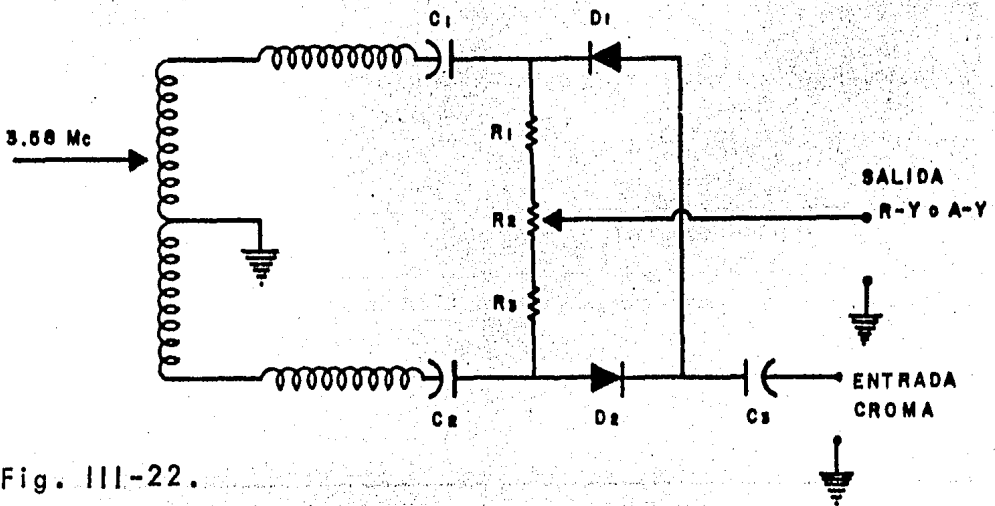 C1 D1
3.58 Mc
R1
SALIDA
R-Y o A-Y
R2
R3
ENTRADA
CROMA
C2 D2 C3
Fig. III-22.